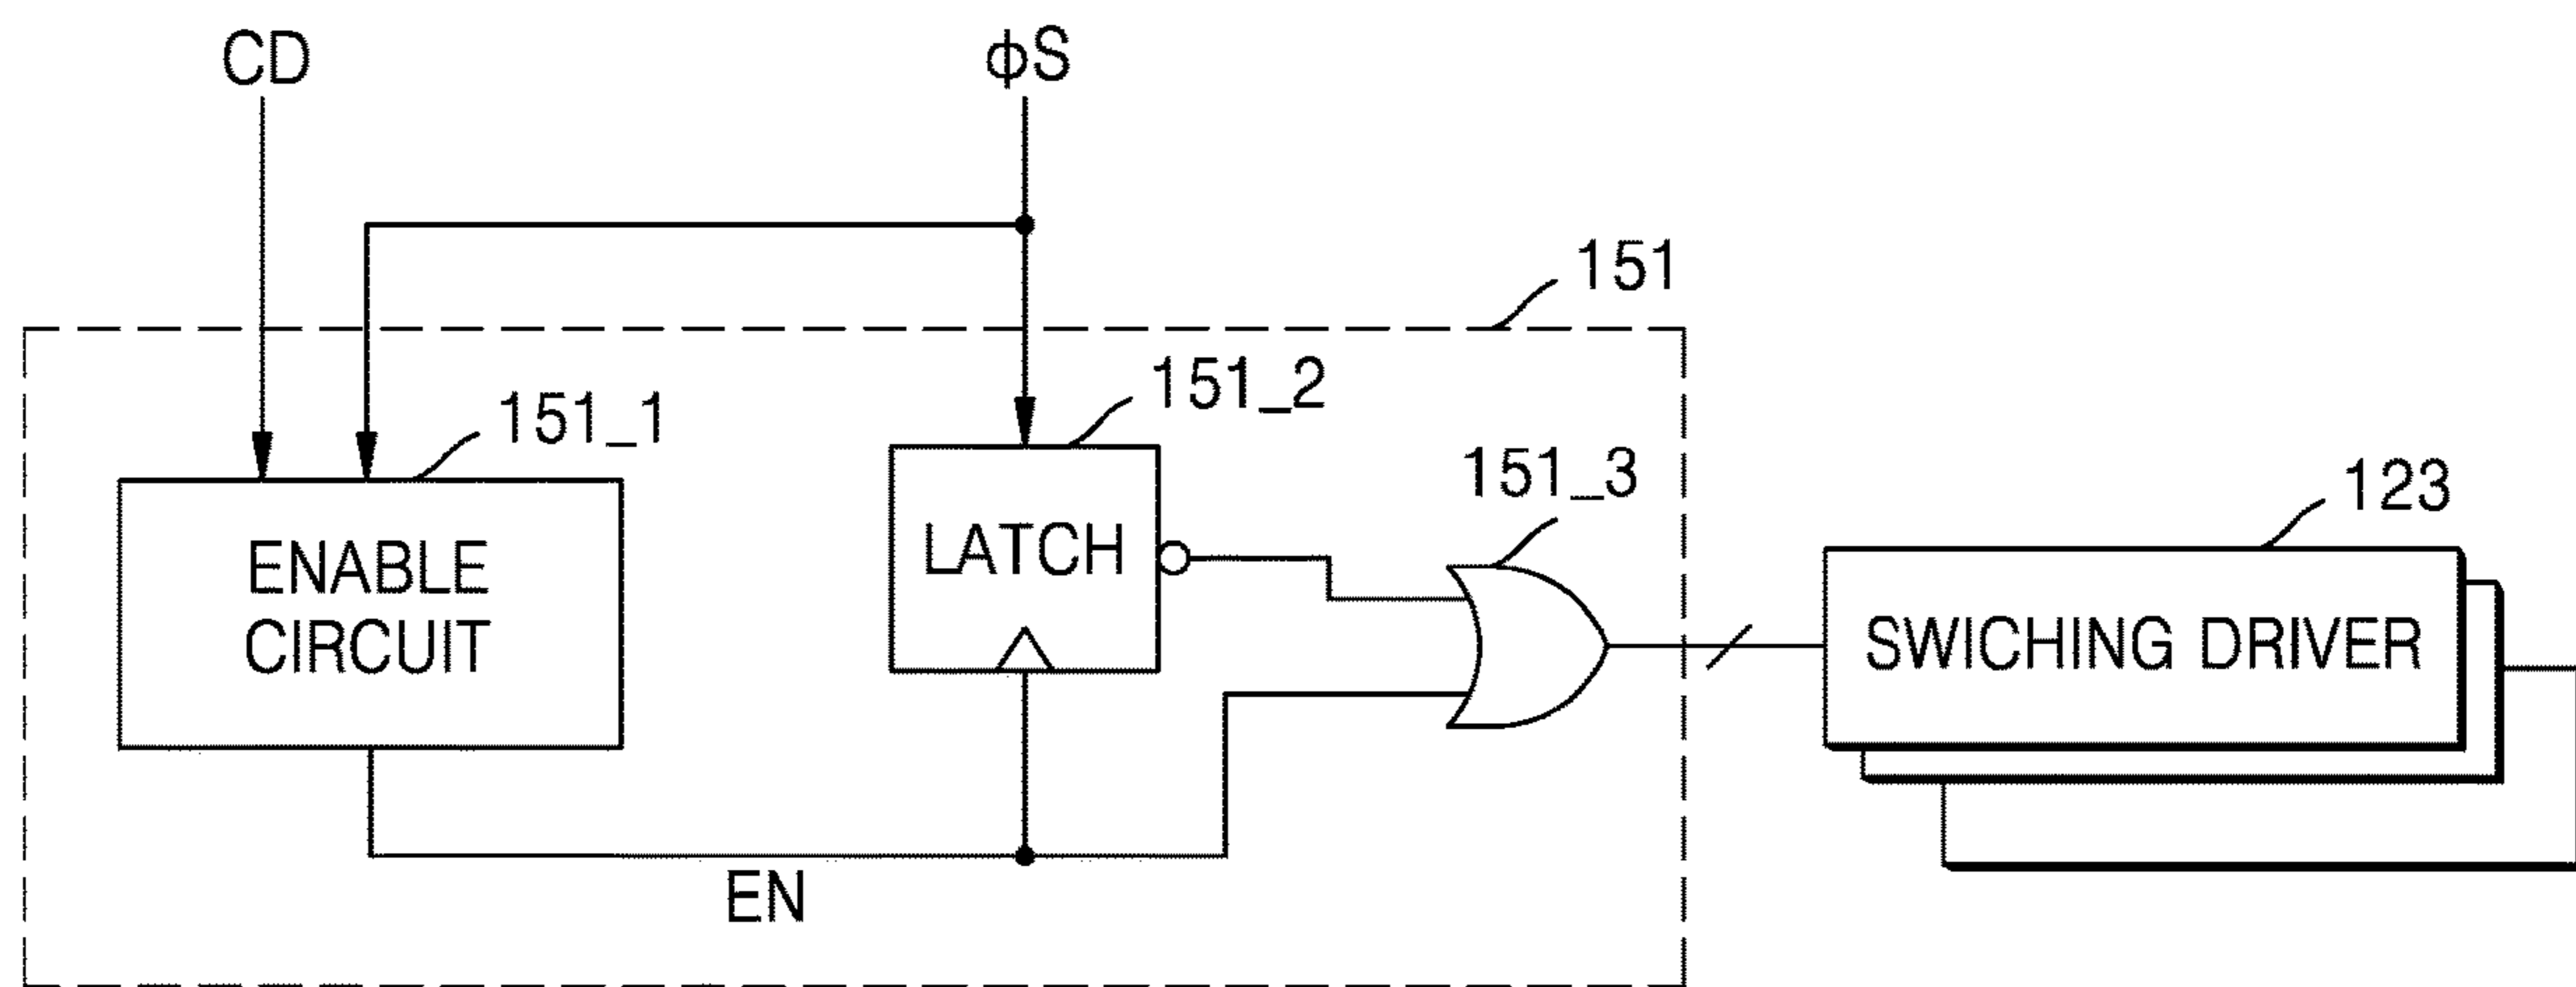 CD
ϕS
151
151_1
151_2
151_3
123
ENABLE
CIRCUIT
LATCH
SWICHING DRIVER
EN